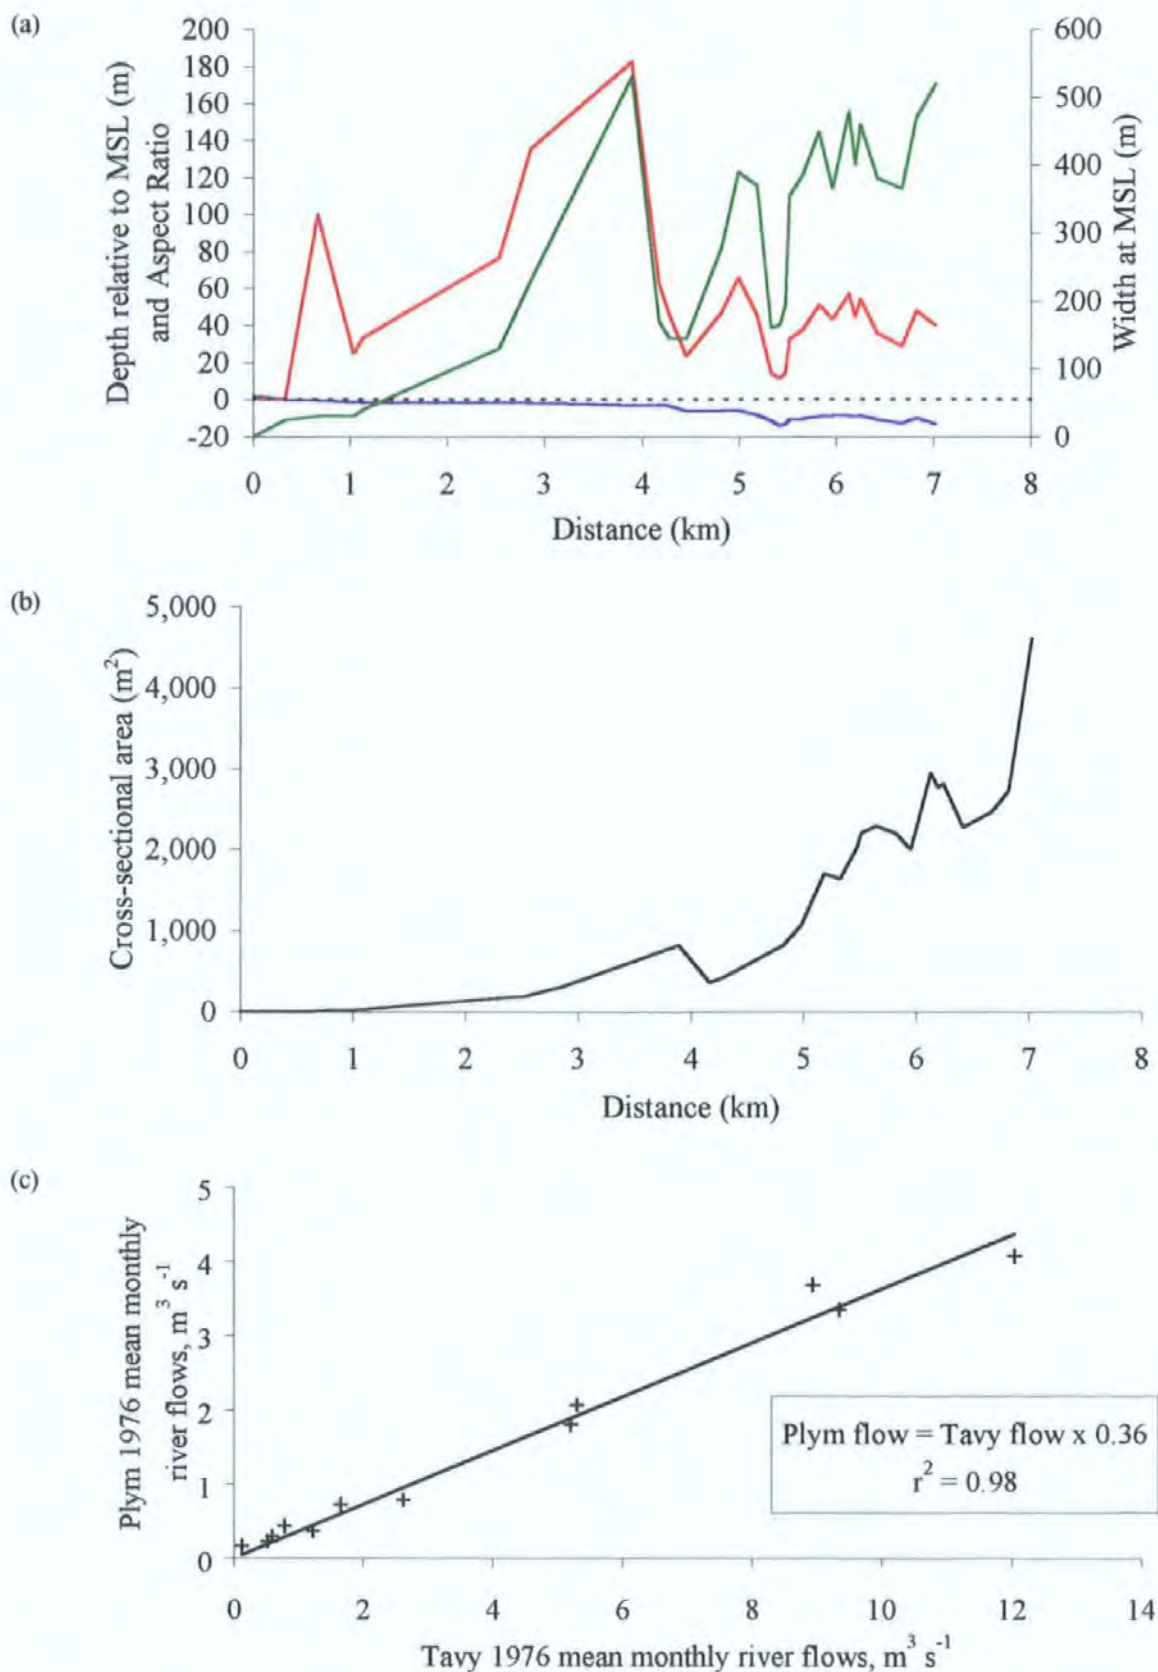 (a)
200
180
160
140
120
100
80
60
40
20
0
-20
Depth relative to MSL (m)
and Aspect Ratio
600
500
400
300
200
100
0
Width at MSL (m)
0 1 2 3 4 5 6 7 8
Distance (km)
(b)
5,000
4,000
3,000
2,000
1,000
0
Cross-sectional area (m²)
0 1 2 3 4 5 6 7 8
Distance (km)
(c)
5
4
3
2
1
0
Plym 1976 mean monthly
river flows, m³ s⁻¹
Plym flow = Tavy flow x 0.36
r² = 0.98
0 2 4 6 8 10 12 14
Tavy 1976 mean monthly river flows, m³ s⁻¹